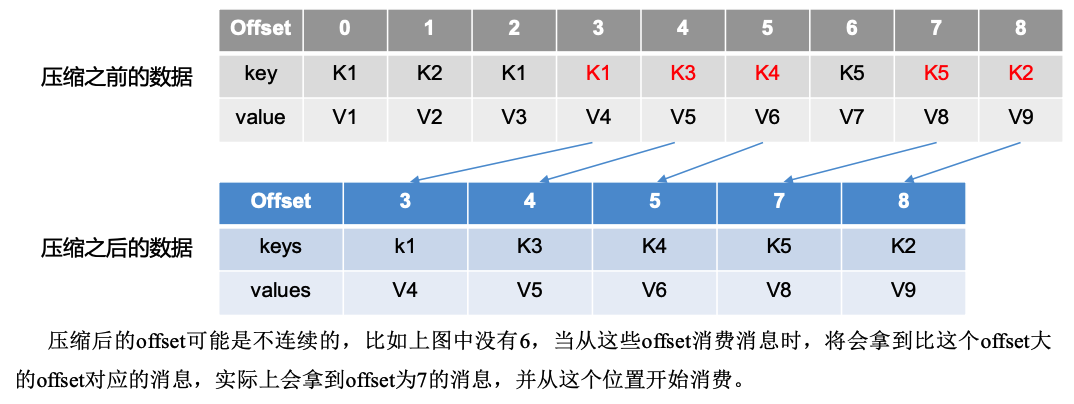 Offset 0 1 2 3 4 5 6 7 8
压缩之前的数据
key K1 K2 K1 K1 K3 K4 K5 K5 K2
value V1 V2 V3 V4 V5 V6 V7 V8 V9
Offset 3 4 5 7 8
压缩之后的数据
keys k1 K3 K4 K5 K2
values V4 V5 V6 V8 V9
压缩后的offset可能是不连续的，比如上图中没有6，当从这些offset消费消息时，将会拿到比这个offset大
的offset对应的消息，实际上会拿到offset为7的消息，并从这个位置开始消费。